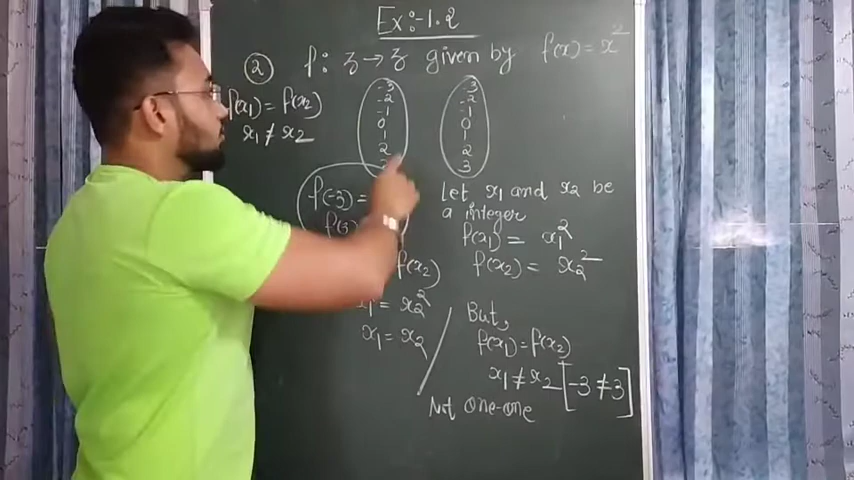 Ex:-1.2
② f: z → z given by f(x) = x²
f(x₁) = f(x₂)
x₁ ≠ x₂
-3 -3
-2 -2
-1 -1
0 0
1 1
2 2
3
f(-3) =
Let x₁ and x₂ be
a integer
f(x₁) = x₁²
f(x₂) = x₂²
f(x₂)
x₁² = x₂²
x₁ = x₂
But,
f(x₁) = f(x₂)
x₁ ≠ x₂ [-3 ≠ 3]
Not One-one